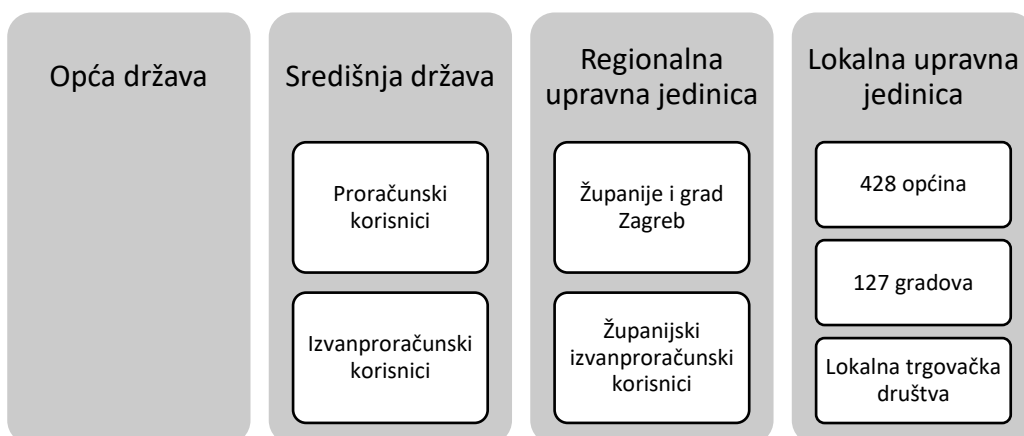 Opća država
Središnja država
Proračunski
korisnici
Izvanproračunski
korisnici
Regionalna
upravna jedinica
Županije i grad
Zagreb
Županijski
izvanproračunski
korisnici
Lokalna upravna
jedinica
428 općina
127 gradova
Lokalna trgovačka
društva